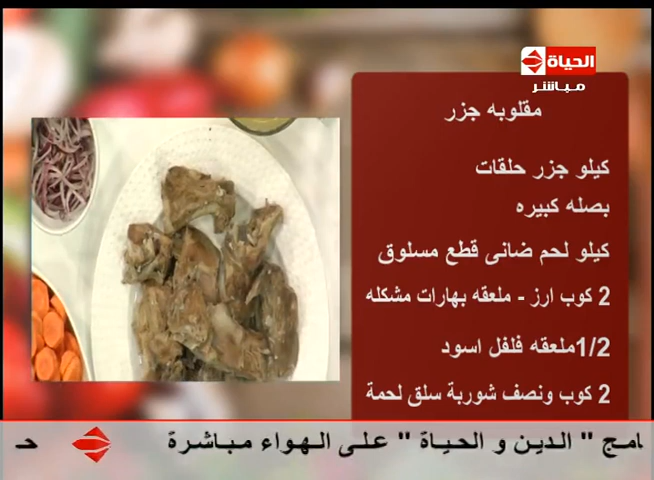 الحياة
مباشر
مقلوبه جزر
كيلو جزر حلقات
بصله كبيره
كيلو لحم ضانى قطع مسلوق
2 كوب ارز - ملعقه بهارات مشكله
1/2ملعقه فلفل اسود
2 كوب ونصف شوربة سلق لحمة
امج " الدين و الحياة " على الهواء مباشرة
حـ